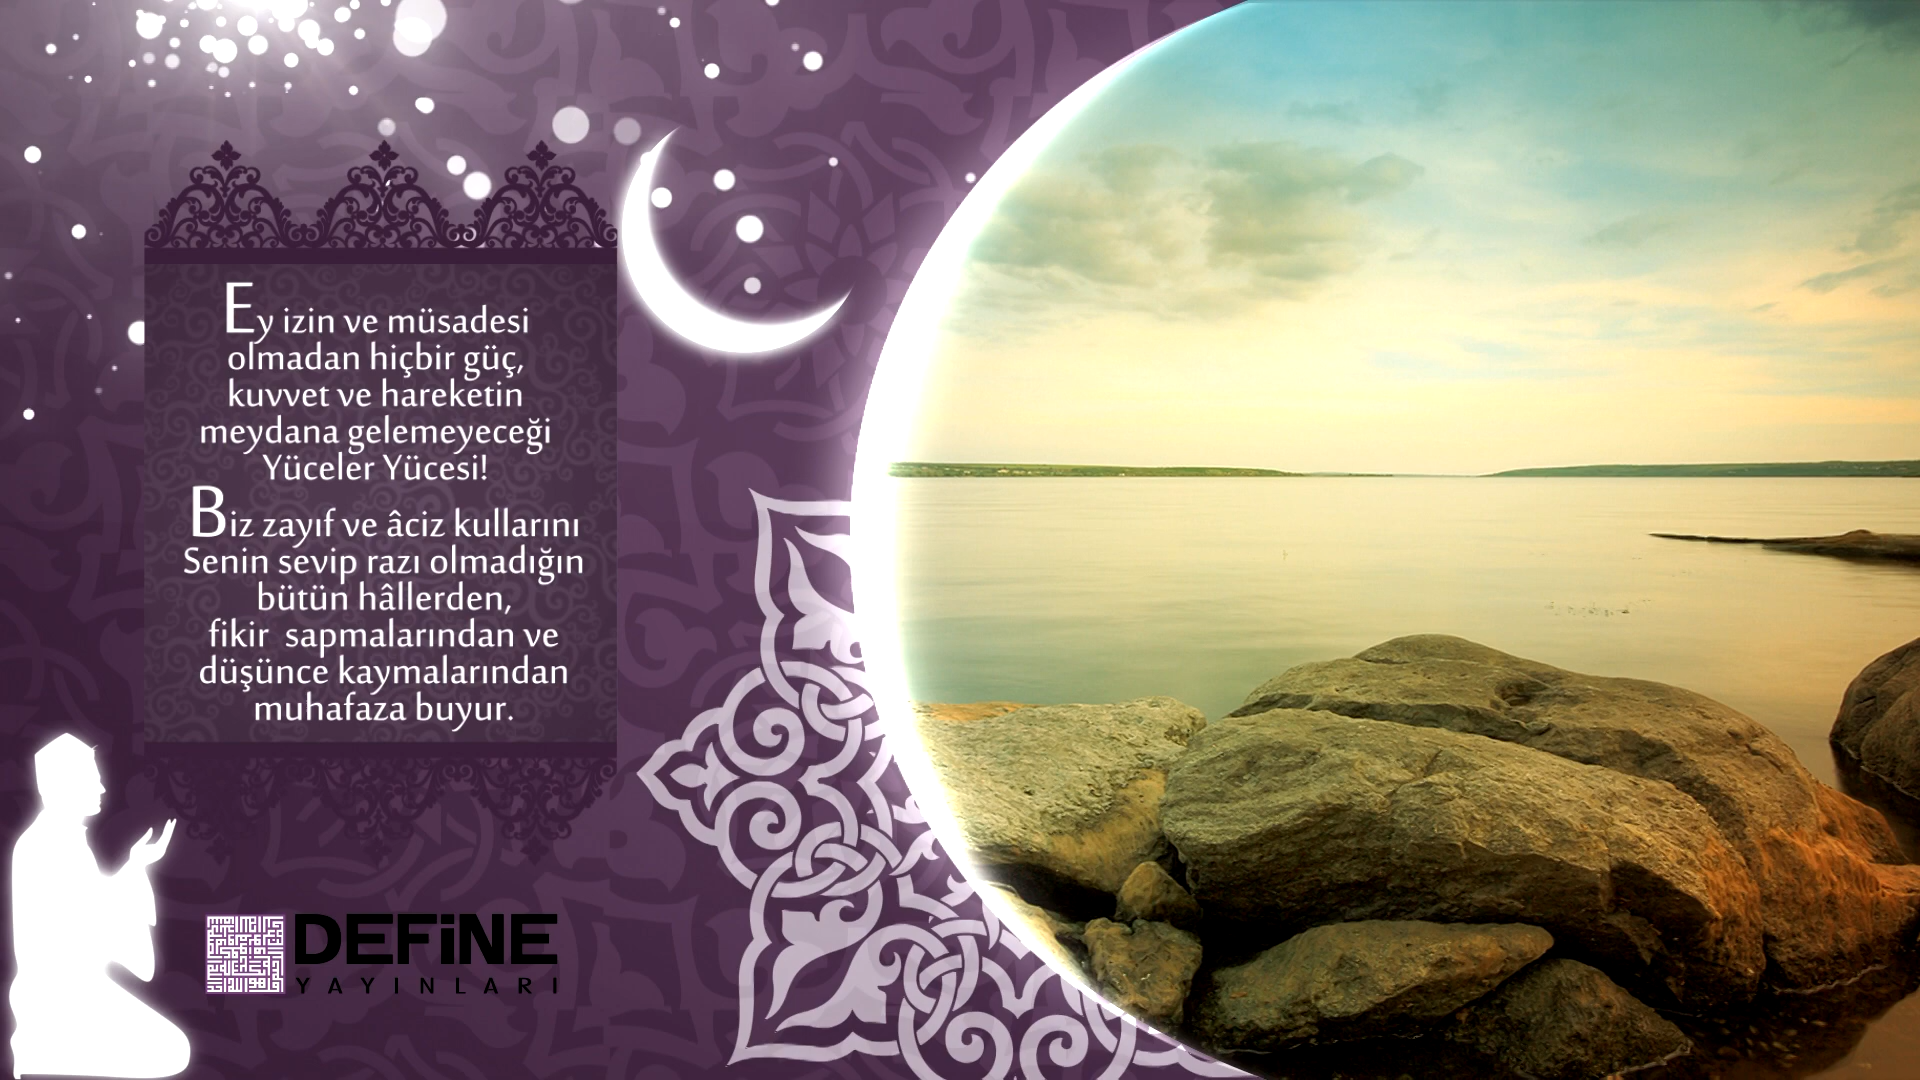 Ey izin ve müsadesi
olmadan hiçbir güç,
kuvvet ve hareketin
meydana gelemeyeceği
Yüceler Yücesi!
Biz zayıf ve âciz kullarını
Senin sevip razı olmadığın
bütün hâllerden,
fikir  sapmalarından ve
düşünce kaymalarından
muhafaza buyur.
DEFiNE
YAYINLARI